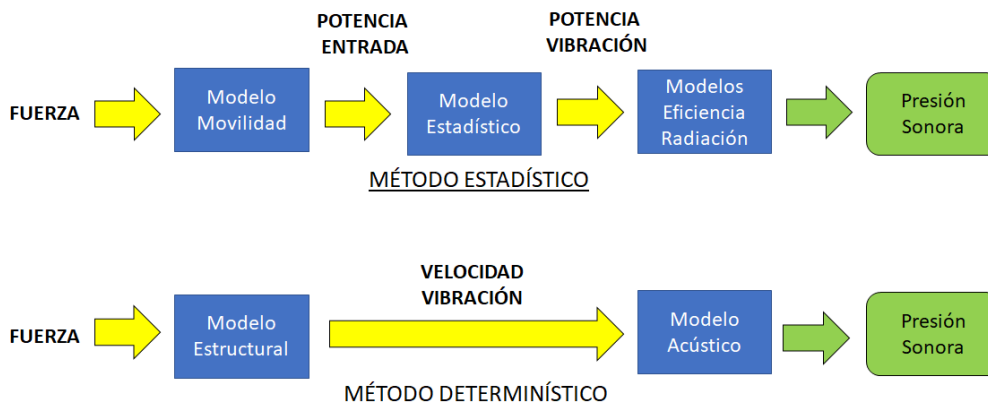 POTENCIA
ENTRADA
POTENCIA
VIBRACIÓN
FUERZA
Modelo
Movilidad
Modelo
Estadístico
Modelos
Eficiencia
Radiación
Presión
Sonora
MÉTODO ESTADÍSTICO
VELOCIDAD
VIBRACIÓN
FUERZA
Modelo
Estructural
Modelo
Acústico
Presión
Sonora
MÉTODO DETERMINÍSTICO